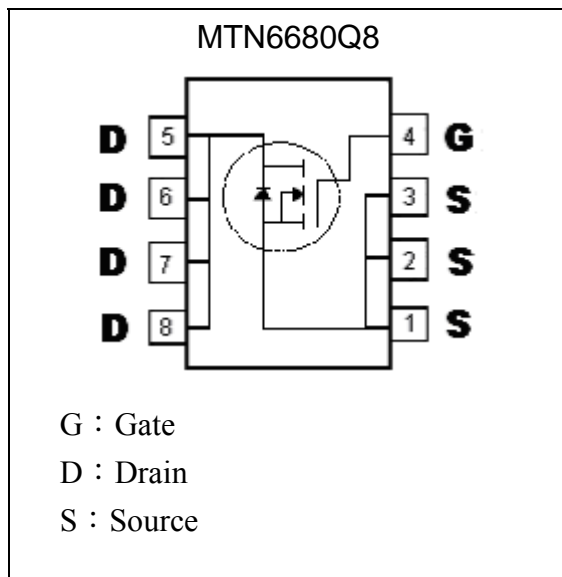 MTN6680Q8
D 5 4 G
D 6 3 S
D 7 2 S
D 8 1 S
G：Gate
D：Drain
S：Source